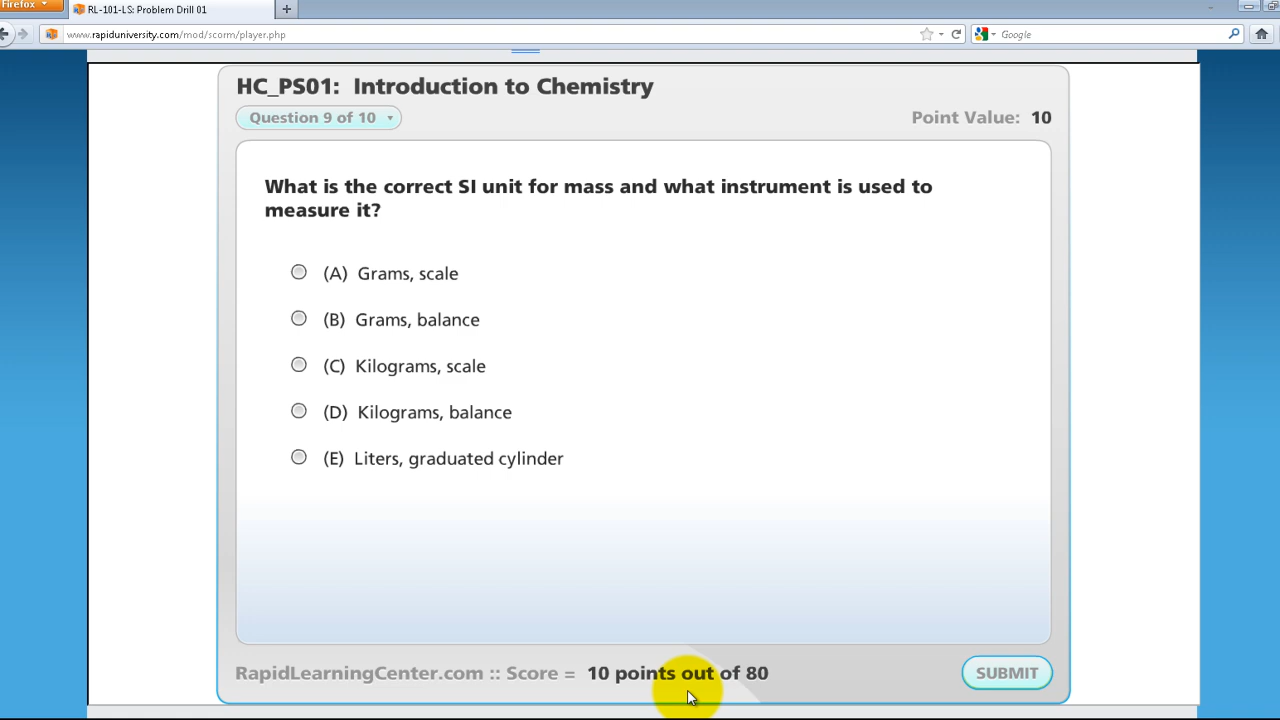 Firefox
RL-101-LS: Problem Drill 01
www.rapiduniversity.com/mod/scorm/player.p
Google
HC_PS01: Introduction to Chemistry
Question 9 of 10
Point Value: 10
What is the correct SI unit for mass and what instrument is used to
measure it?
(A) Grams, scale
(B) Grams, balance
(C) Kilograms, scale
(D) Kilograms, balance
(E) Liters, graduated cylinder
RapidLearningCenter.com :: Score = 10 points out of 80
SUBMIT